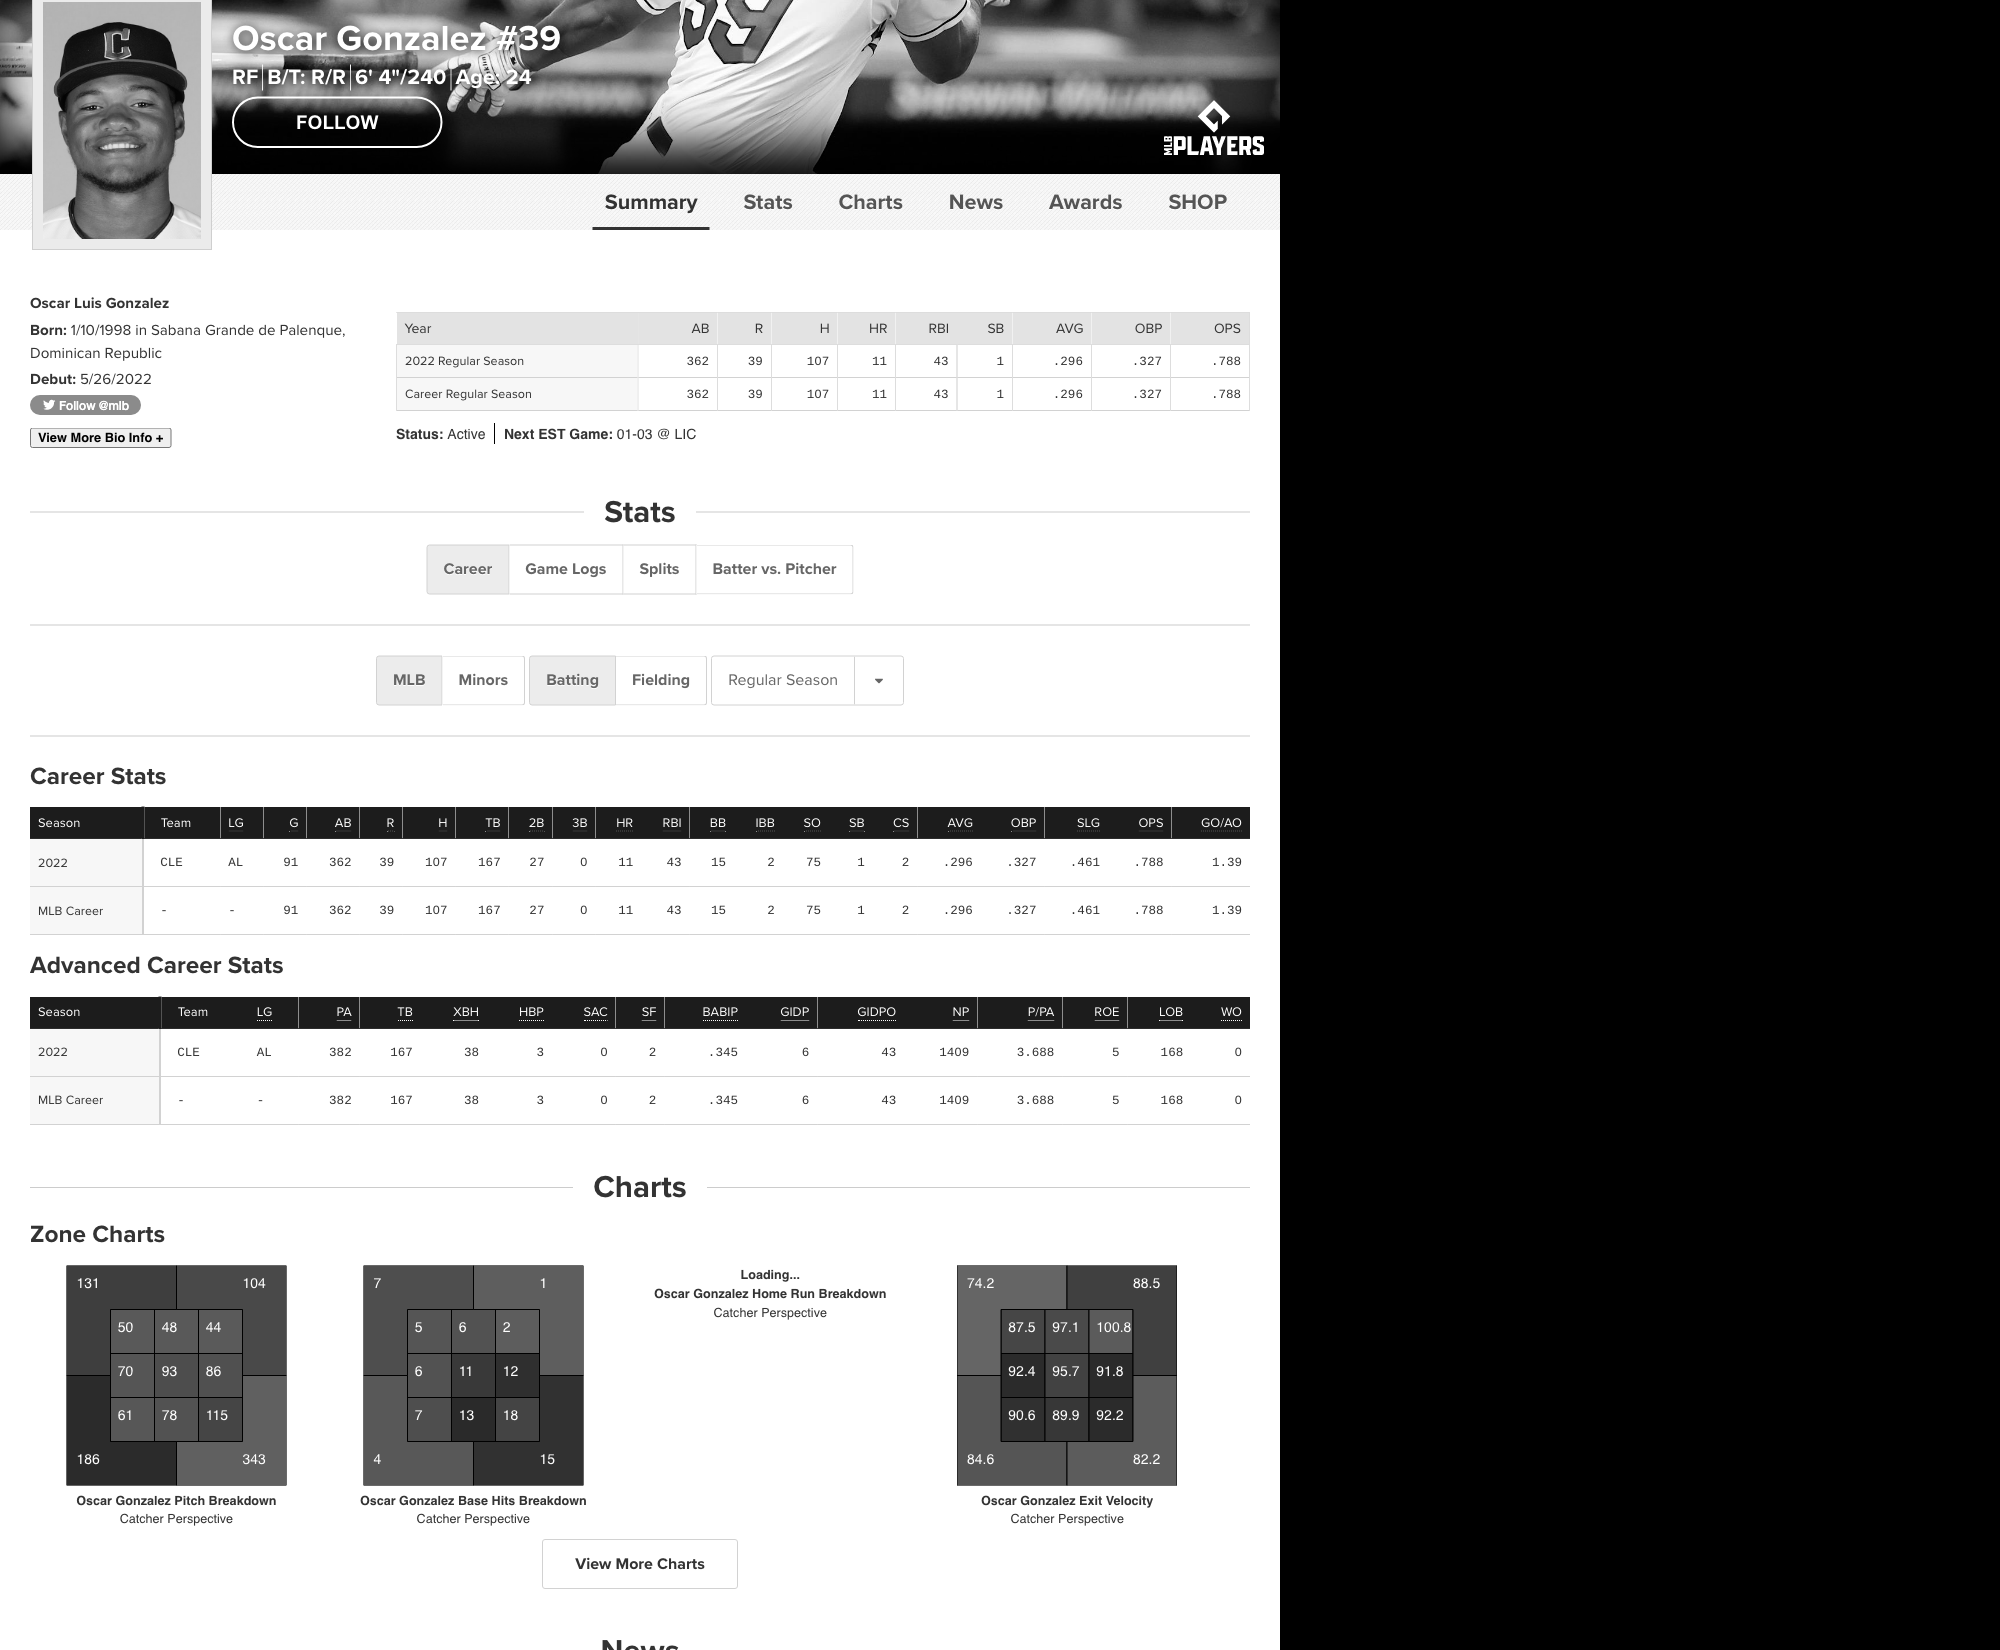 Oscar Gonzalez #39
RF B/T: R/R 6' 4"/240 Age: 24
FOLLOW
MLB PLAYERS
Summary Stats Charts News Awards SHOP
Oscar Luis Gonzalez
Born: 1/10/1998 in Sabana Grande de Palenque,
Dominican Republic
Debut: 5/26/2022
Follow @mlb
View More Bio Info +
Year AB R H HR RBI SB AVG OBP OPS
2022 Regular Season 362 39 107 11 43 1 .296 .327 .788
Career Regular Season 362 39 107 11 43 1 .296 .327 .788
Status: Active Next EST Game: 01-03 @ LIC
Stats
Career Game Logs Splits Batter vs. Pitcher
MLB Minors Batting Fielding Regular Season
Career Stats
Season Team LG G AB R H TB 2B 3B HR RBI BB IBB SO SB CS AVG OBP SLG OPS GO/AO
2022 CLE AL 91 362 39 107 167 27 0 11 43 15 2 75 1 2 .296 .327 .461 .788 1.39
MLB Career - - 91 362 39 107 167 27 0 11 43 15 2 75 1 2 .296 .327 .461 .788 1.39
Advanced Career Stats
Season Team LG PA TB XBH HBP SAC SF BABIP GIDP GIDPO NP P/PA ROE LOB WO
2022 CLE AL 382 167 38 3 0 2 .345 6 43 1409 3.688 5 168 0
MLB Career - - 382 167 38 3 0 2 .345 6 43 1409 3.688 5 168 0
Charts
Zone Charts
131 104
50 48 44
70 93 86
61 78 115
186 343
Oscar Gonzalez Pitch Breakdown
Catcher Perspective
7 1
5 6 2
6 11 12
7 13 18
4 15
Oscar Gonzalez Base Hits Breakdown
Catcher Perspective
Loading...
Oscar Gonzalez Home Run Breakdown
Catcher Perspective
74.2 88.5
87.5 97.1 100.8
92.4 95.7 91.8
90.6 89.9 92.2
84.6 82.2
Oscar Gonzalez Exit Velocity
Catcher Perspective
View More Charts
News